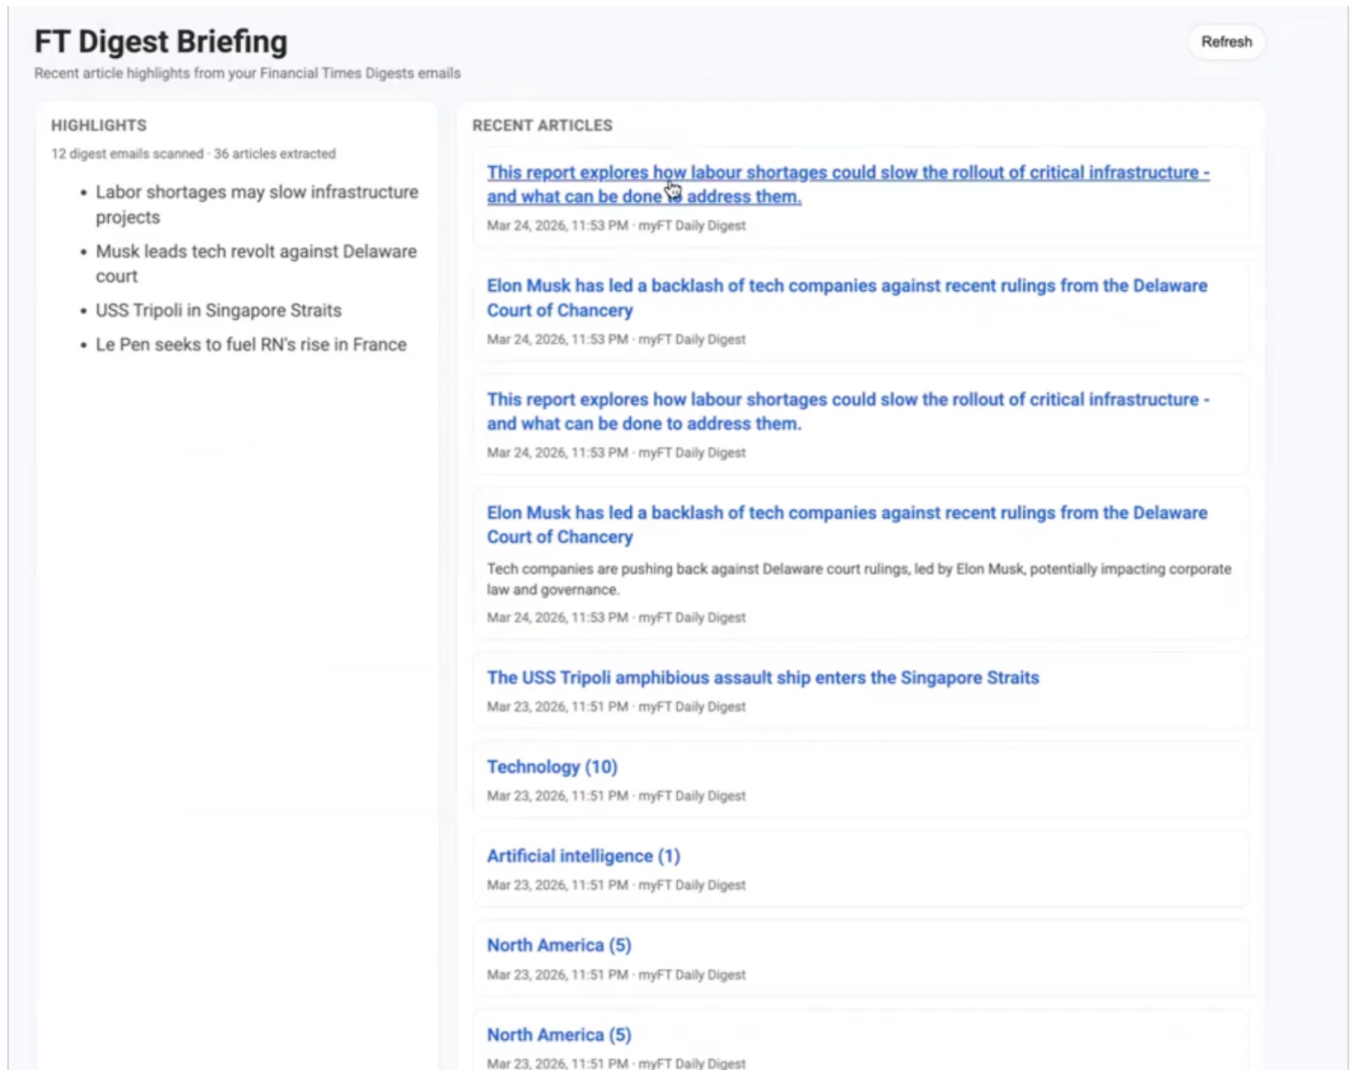 FT Digest Briefing
Refresh
Recent article highlights from your Financial Times Digests emails
HIGHLIGHTS
12 digest emails scanned · 36 articles extracted
• Labor shortages may slow infrastructure
projects
• Musk leads tech revolt against Delaware
court
• USS Tripoli in Singapore Straits
• Le Pen seeks to fuel RN's rise in France
RECENT ARTICLES
This report explores how labour shortages could slow the rollout of critical infrastructure -
and what can be done to address them.
Mar 24, 2026, 11:53 PM · myFT Daily Digest
Elon Musk has led a backlash of tech companies against recent rulings from the Delaware
Court of Chancery
Mar 24, 2026, 11:53 PM · myFT Daily Digest
This report explores how labour shortages could slow the rollout of critical infrastructure -
and what can be done to address them.
Mar 24, 2026, 11:53 PM · myFT Daily Digest
Elon Musk has led a backlash of tech companies against recent rulings from the Delaware
Court of Chancery
Tech companies are pushing back against Delaware court rulings, led by Elon Musk, potentially impacting corporate
law and governance.
Mar 24, 2026, 11:53 PM · myFT Daily Digest
The USS Tripoli amphibious assault ship enters the Singapore Straits
Mar 23, 2026, 11:51 PM · myFT Daily Digest
Technology (10)
Mar 23, 2026, 11:51 PM · myFT Daily Digest
Artificial intelligence (1)
Mar 23, 2026, 11:51 PM · myFT Daily Digest
North America (5)
Mar 23, 2026, 11:51 PM · myFT Daily Digest
North America (5)
Mar 23, 2026, 11:51 PM · myFT Daily Digest